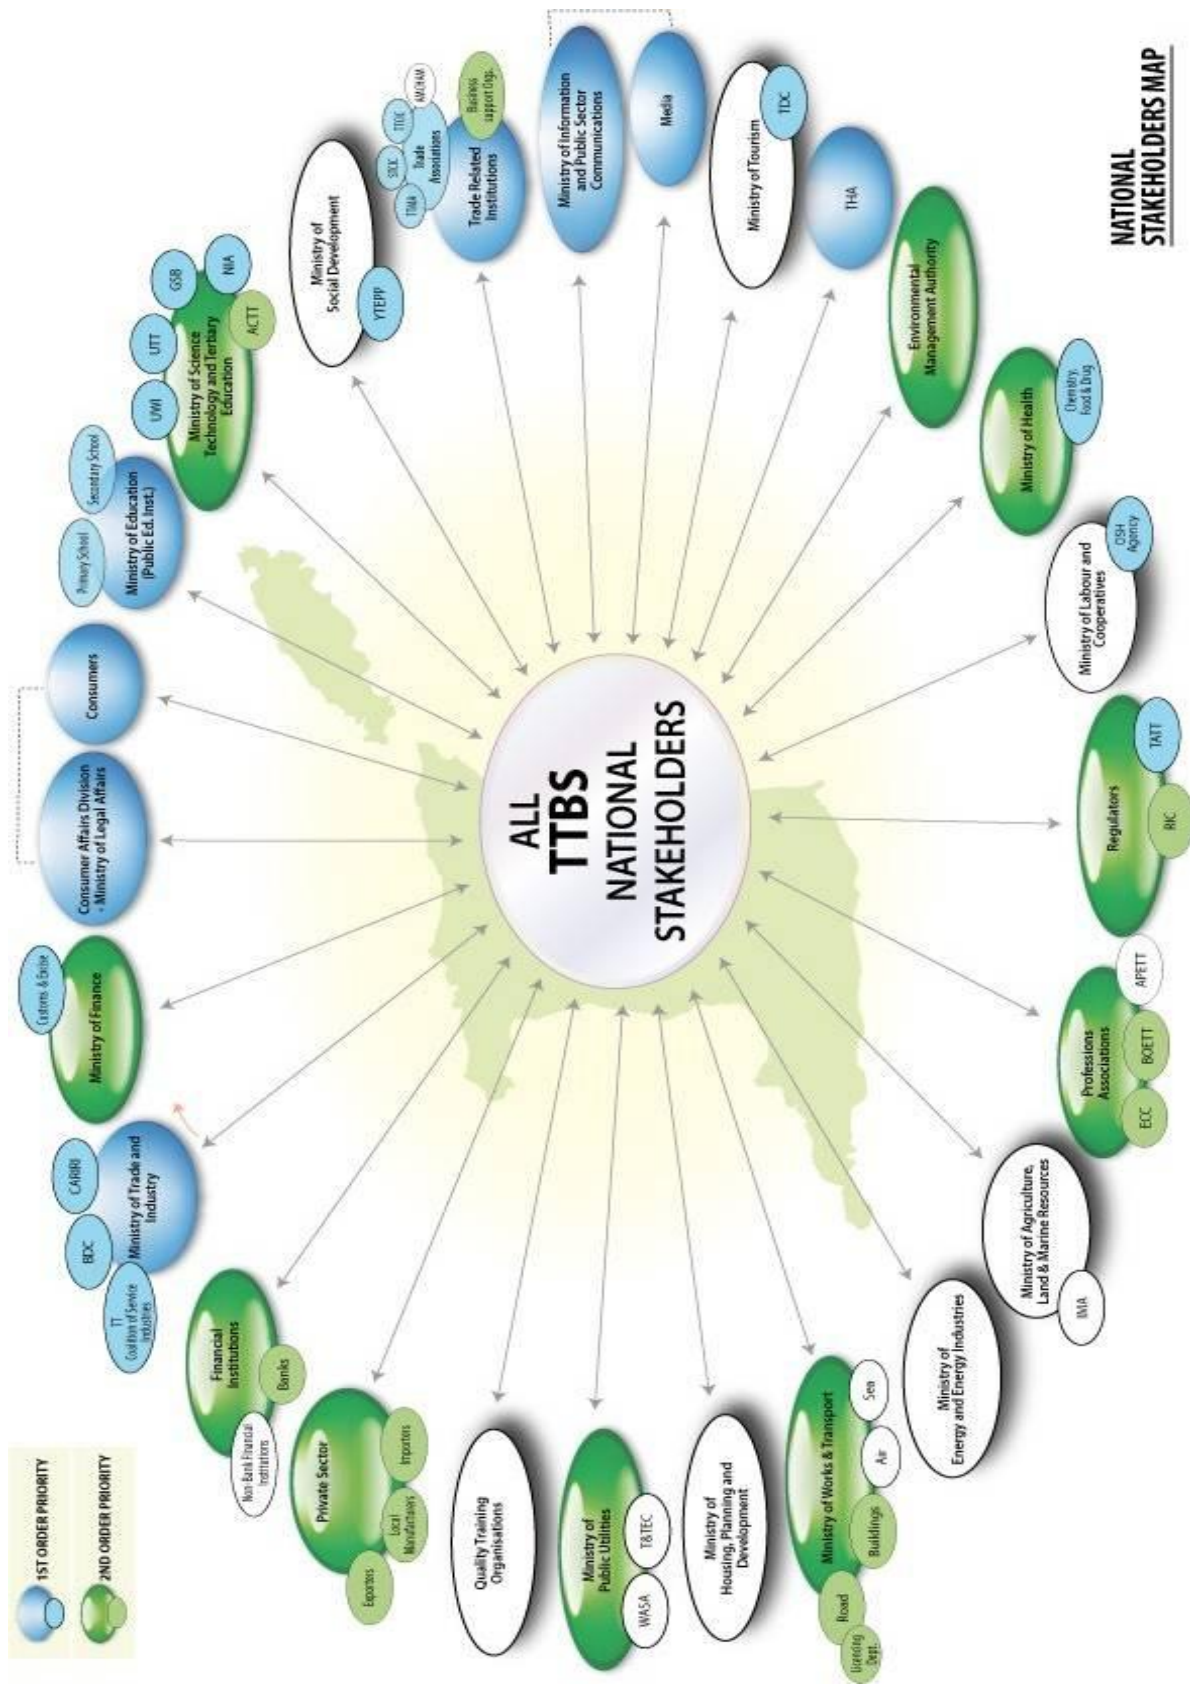 NATIONAL
STAKEHOLDERS MAP
1ST ORDER PRIORITY
2ND ORDER PRIORITY
ALL
TTBS
NATIONAL
STAKEHOLDERS
Consumer Affairs Division
- Ministry of Legal Affairs
Consumers
Primary School
Secondary School
Ministry of Education
(Public Ed. Inst.)
UWI
UTT
GSB
NIA
ACTT
Ministry of Science
Technology and Tertiary
Education
Ministry of
Social Development
YTEPP
TTMA
STCIC
TTCIC
AMCHAM
Trade
Associations
Business
support Orgs.
Trade Related
Institutions
Ministry of Information
and Public Sector
Communications
Media
Ministry of Tourism
TDC
THA
Environmental
Management Authority
Ministry of Health
Chemistry,
Food & Drug
Ministry of Labour and
Cooperatives
OSH
Agency
Regulators
TATT
RIC
Professions
Associations
APETT
BOETT
ECC
Ministry of Agriculture,
Land & Marine Resources
IMA
Ministry of
Energy and Energy Industries
Ministry of Works & Transport
Sea
Air
Buildings
Road
Licencing
Dept.
Ministry of
Housing, Planning and
Development
Ministry of
Public Utilities
WASA
T&TEC
Quality Training
Organisations
Private Sector
Exporters
Local
Manufacturers
Importers
Financial
Institutions
Non-Bank Financial
Institutions
Banks
Ministry of Trade and
Industry
TT
Coalition of Service
Industries
BDC
CARIRI
Ministry of Finance
Customs & Excise